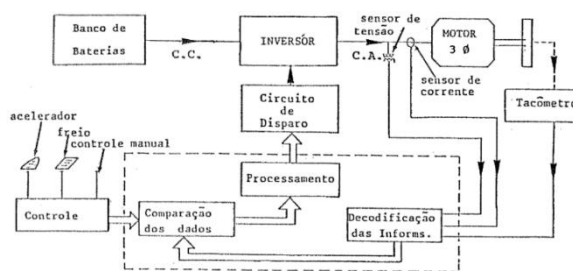 Banco de
Baterias
C.C.
INVERSÓR
sensor de
tensão
C.A.
MOTOR
3 Ø
sensor de
corrente
Tacômetro
Circuito
de
Disparo
acelerador
freio
controle manual
Controle
Processamento
Comparação
dos dados
Decodificação
das Informs.